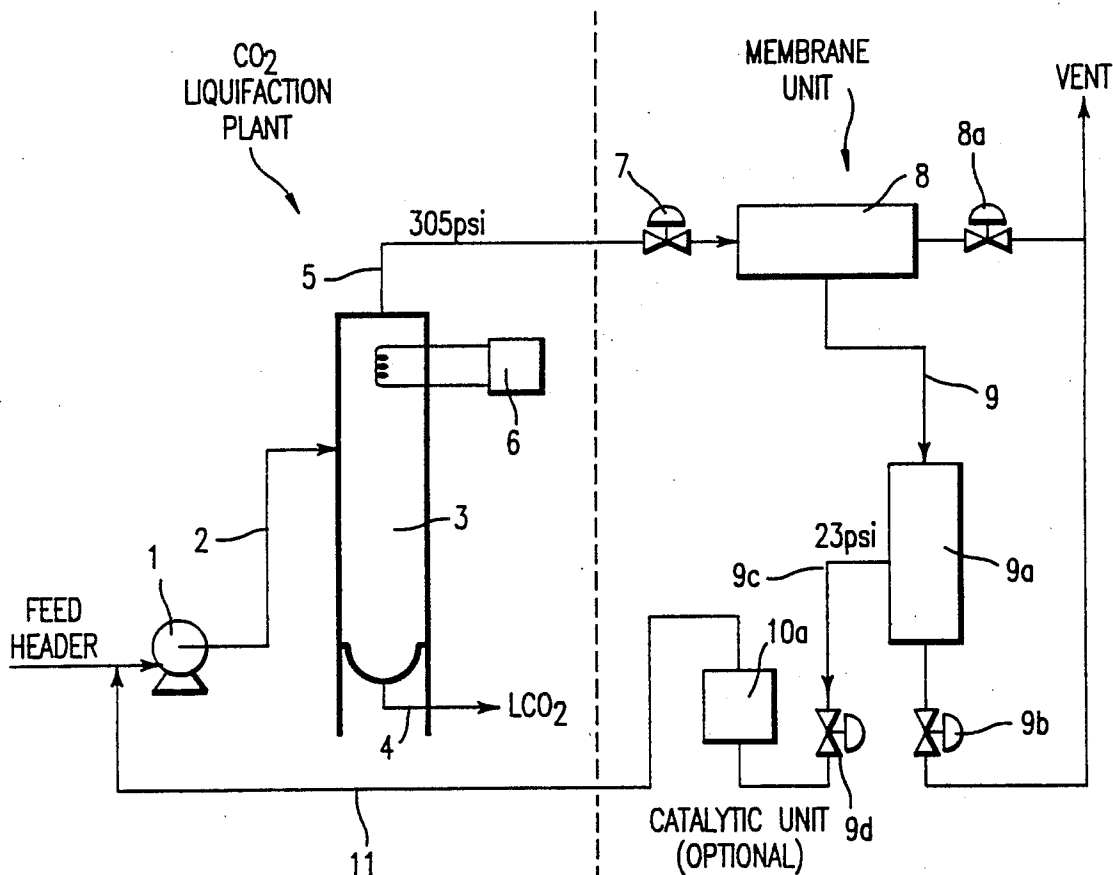 CO2
LIQUIFACTION
PLANT
MEMBRANE
UNIT
VENT
8a
7
8
305psi
5
6
9
3
2
23psi
9c
9a
1
FEED
HEADER
10a
LCO2
4
9b
CATALYTIC UNIT
(OPTIONAL)
9d
11